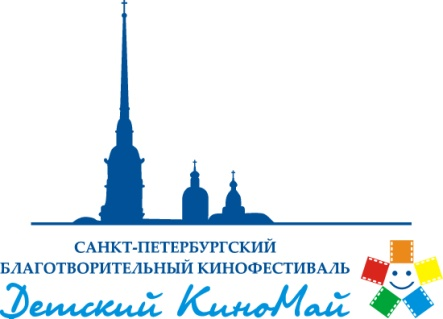 САНКТ-ПЕТЕРБУРГСКИЙ
БЛАГОТВОРИТЕЛЬНЫЙ КИНОФЕСТИВАЛЬ
Детский КиноМай